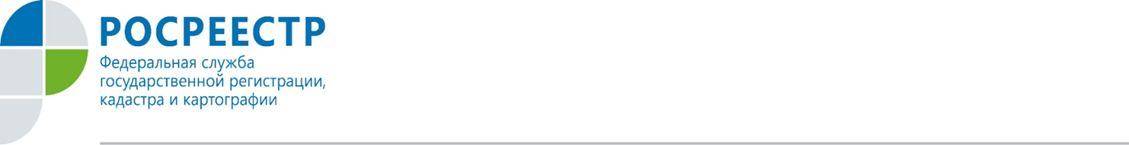 РОСРЕЕСТР
Федеральная служба
государственной регистрации,
кадастра и картографии